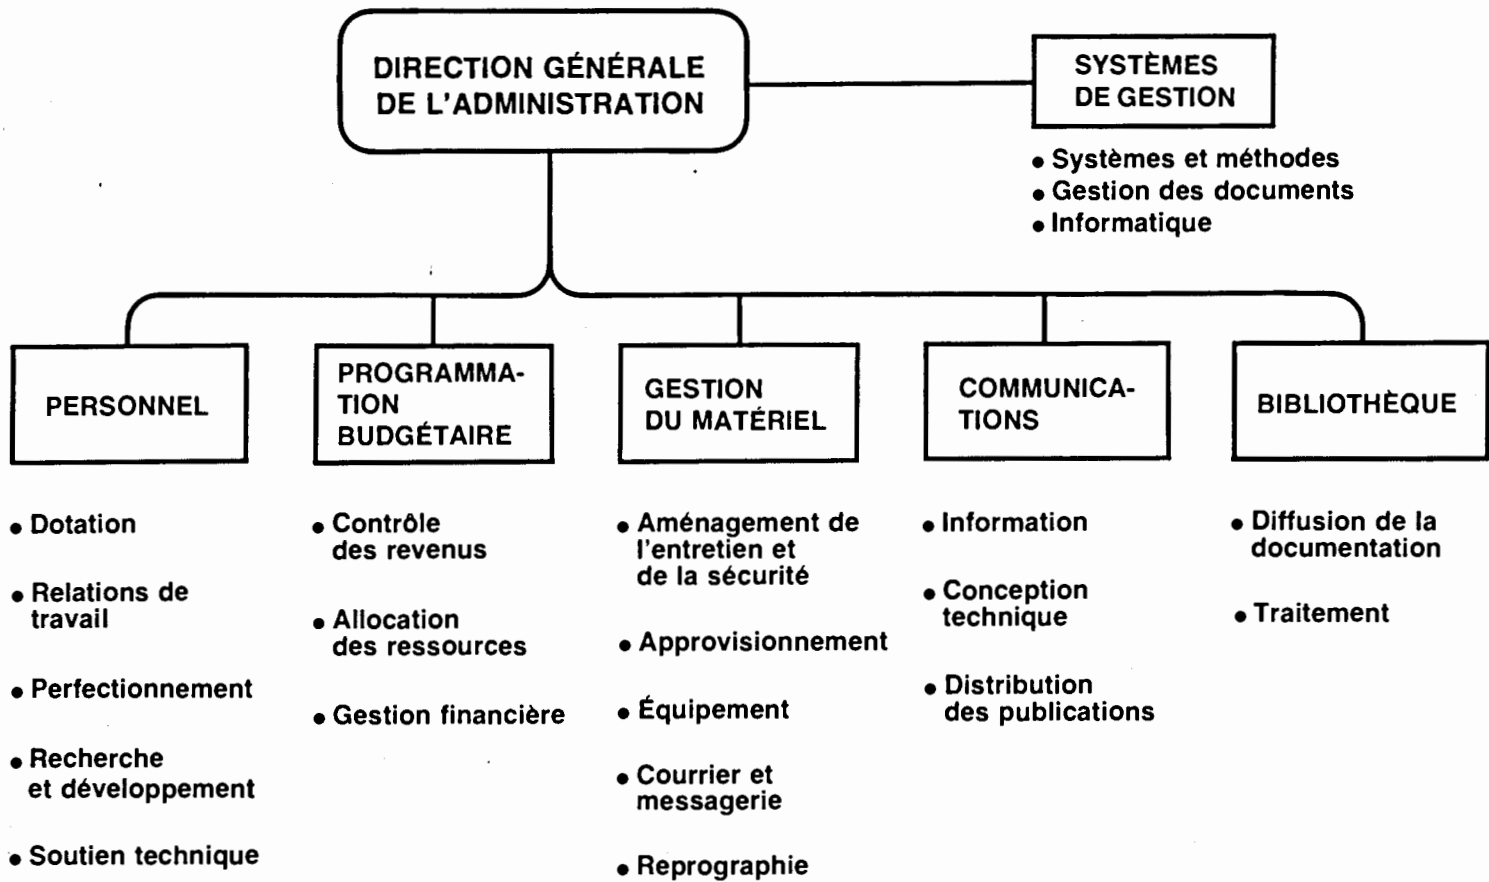 DIRECTION GÉNÉRALE
DE L'ADMINISTRATION
SYSTÈMES
DE GESTION
• Systèmes et méthodes
• Gestion des documents
• Informatique
PERSONNEL
• Dotation
• Relations de
travail
• Perfectionnement
• Recherche
et développement
• Soutien technique
PROGRAMMA-
TION
BUDGÉTAIRE
• Contrôle
des revenus
• Allocation
des ressources
• Gestion financière
GESTION
DU MATÉRIEL
• Aménagement de
l'entretien et
de la sécurité
• Approvisionnement
• Équipement
• Courrier et
messagerie
• Reprographie
COMMUNICA-
TIONS
• Information
• Conception
technique
• Distribution
des publications
BIBLIOTHÈQUE
• Diffusion de la
documentation
• Traitement